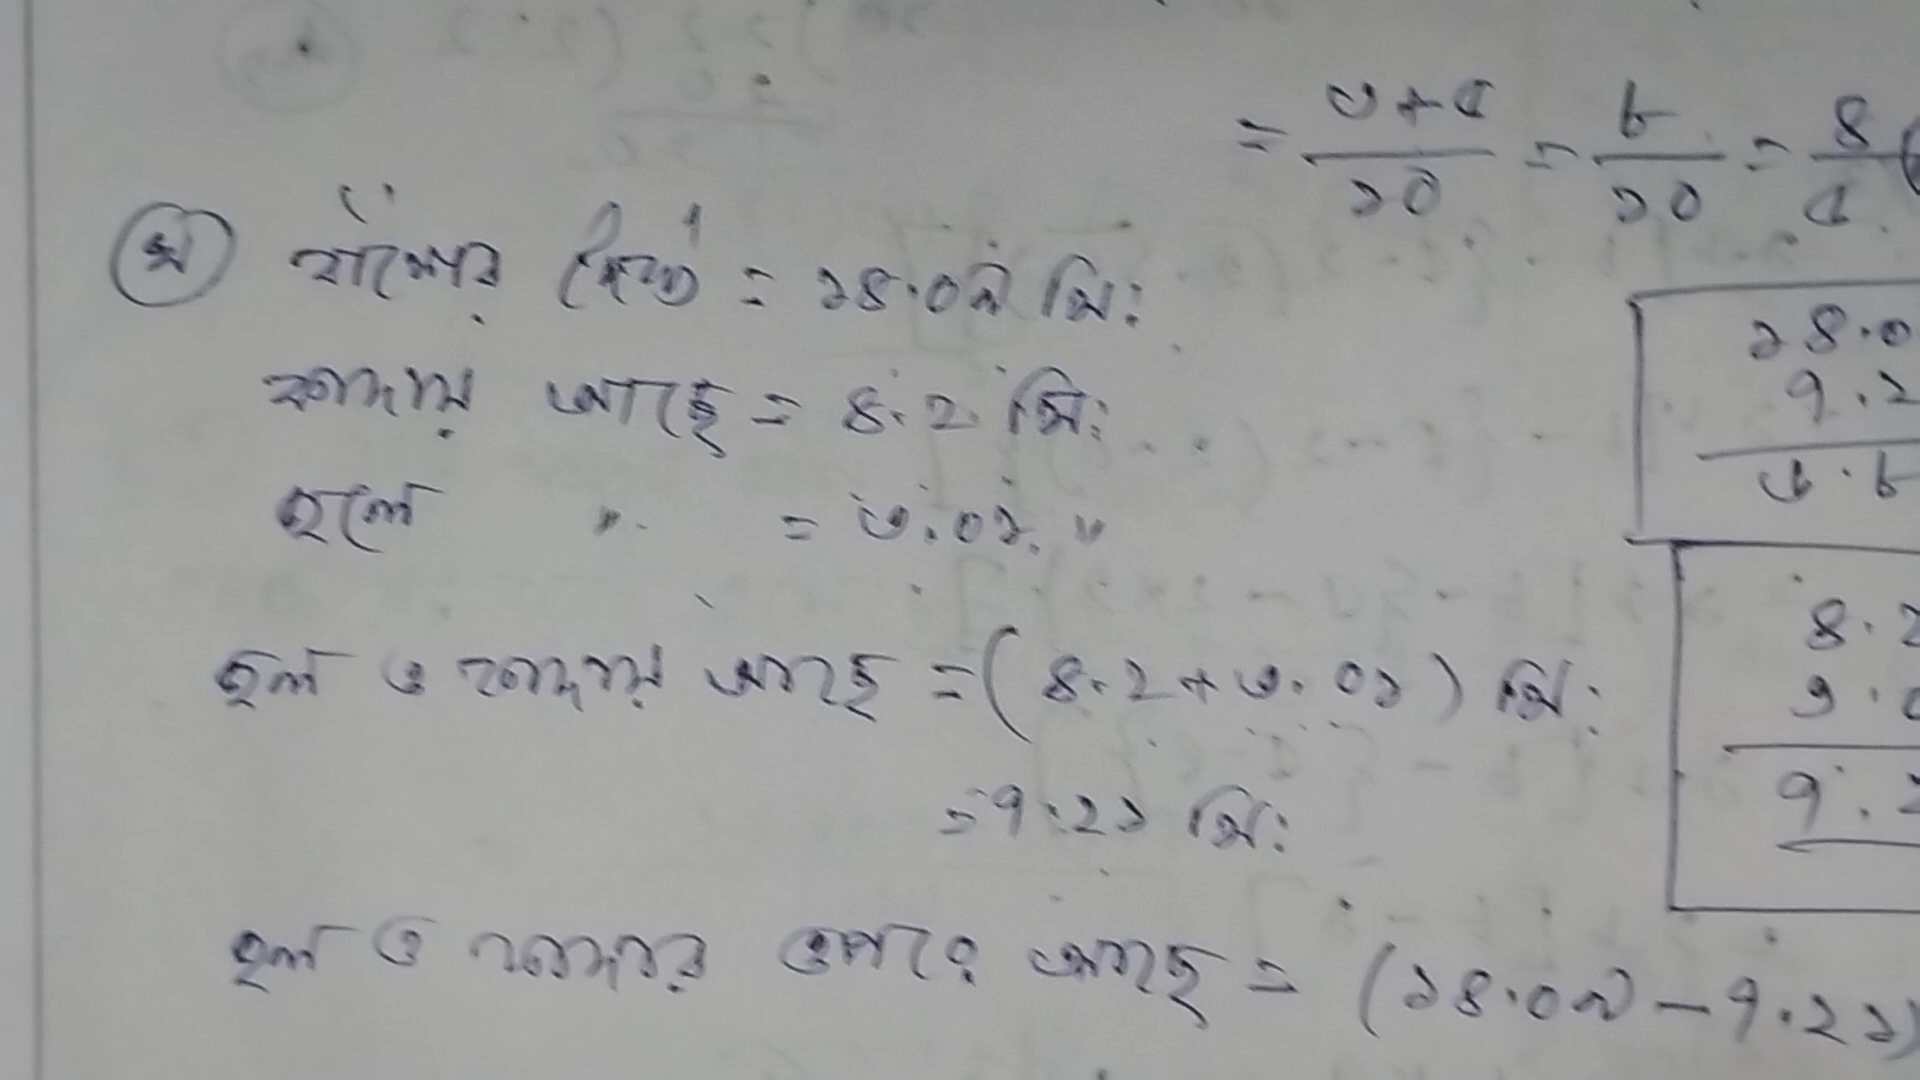 = ৩+৫/১০ = ৮/১০ = ৪/৫
খ বাঁশের দৈর্ঘ্য = ১৪.০৯ মি:
কাদায় আছে = ৪.২ মি:
জলে " = ৩.০১ "
জলে ও কাদায় আছে = (৪.২+৩.০১) মি:
=৭.২১ মি:
জল ও কাদার উপরে আছে = (১৪.০৯ - ৭.২১)
১৪.০
৭.২
৬.৮
৪.২
৩.০
৭.২